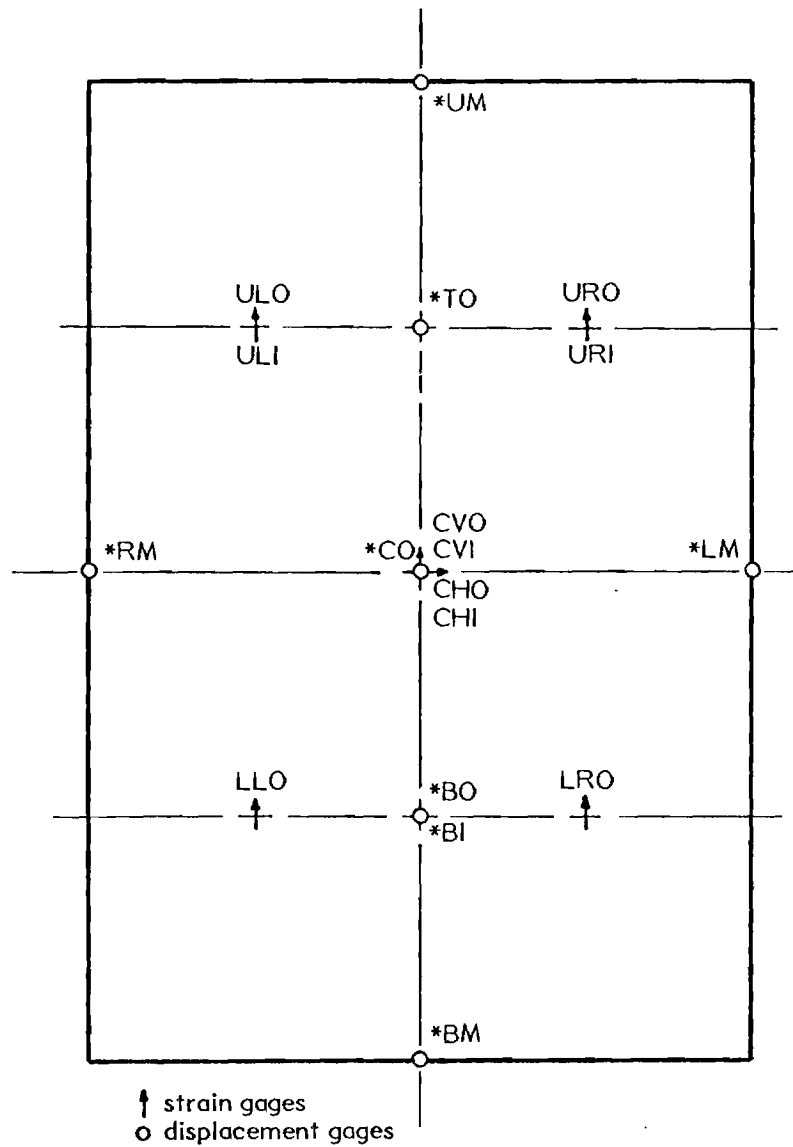 *UM
ULO
*TO
URO
ULI
URI
CVO
*RM
*CO
CVI
*LM
CHO
CHI
LLO
*BO
LRO
*BI
*BM
strain gages
displacement gages